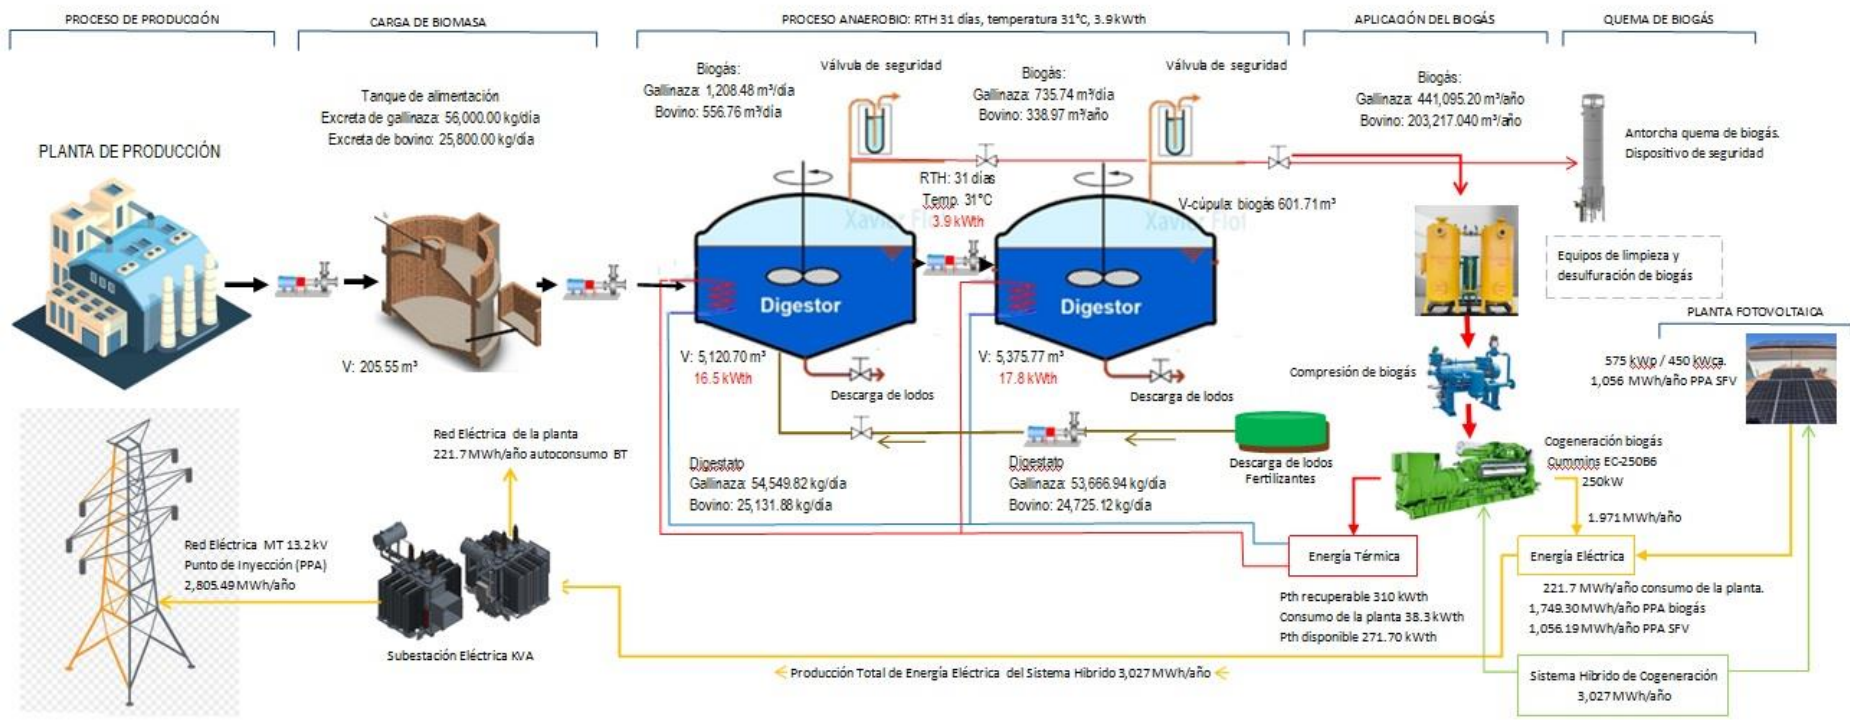 PROCESO DE PRODUCCIÓN
CARGA DE BIOMASA
PROCESO ANAEROBIO: RTH 31 días, temperatura 31°C, 3.9 kWth
APLICACIÓN DEL BIOGÁS
QUEMA DE BIOGÁS
PLANTA DE PRODUCCIÓN
Tanque de alimentación
Excreta de gallinaza: 56,000.00 kg/día
Excreta de bovino: 25,800.00 kg/día
V: 205.55 m³
Biogás:
Gallinaza: 1,208.48 m³/día
Bovino: 556.76 m³/día
Válvula de seguridad
Biogás:
Gallinaza: 735.74 m³/día
Bovino: 338.97 m³/año
Válvula de seguridad
Biogás:
Gallinaza: 441,095.20 m³/año
Bovino: 203,217.040 m³/año
Antorcha quema de biogás.
Dispositivo de seguridad
RTH: 31 días
Temp. 31°C
3.9 kWth
Xavier Flot
Xavier Flot
V-cúpula: biogás 601.71 m³
Digestor
Digestor
V: 5,120.70 m³
16.5 kWth
V: 5,375.77 m³
17.8 kWth
Descarga de lodos
Descarga de lodos
Equipos de limpieza y
desulfuración de biogás
Compresión de biogás
PLANTA FOTOVOLTAICA
575 kWp / 450 kWca.
1,056 MWh/año PPA SFV
Descarga de lodos
Fertilizantes
Cogeneración biogás
Cummins EC-250B6
250kW
1.971 MWh/año
Digestato
Gallinaza: 54,549.82 kg/día
Bovino: 25,131.88 kg/día
Digestato
Gallinaza: 53,666.94 kg/día
Bovino: 24,725.12 kg/día
Red Eléctrica de la planta
221.7 MWh/año autoconsumo BT
Red Eléctrica MT 13.2 kV
Punto de Inyección (PPA)
2,805.49 MWh/año
Subestación Eléctrica KVA
Energía Térmica
Pth recuperable 310 kWth
Consumo de la planta 38.3 kWth
Pth disponible 271.70 kWth
Energía Eléctrica
221.7 MWh/año consumo de la planta.
1,749.30 MWh/año PPA biogás
1,056.19 MWh/año PPA SFV
Producción Total de Energía Eléctrica del Sistema Hibrido 3,027 MWh/año
Sistema Hibrido de Cogeneración
3,027 MWh/año